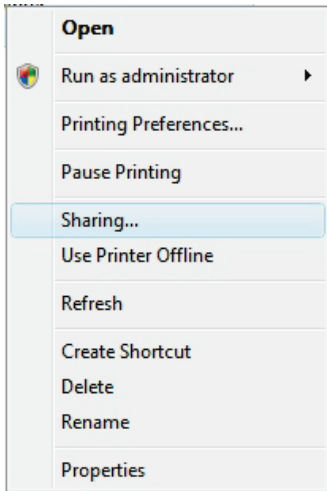 Open
Run as administrator
Printing Preferences...
Pause Printing
Sharing...
Use Printer Offline
Refresh
Create Shortcut
Delete
Rename
Properties